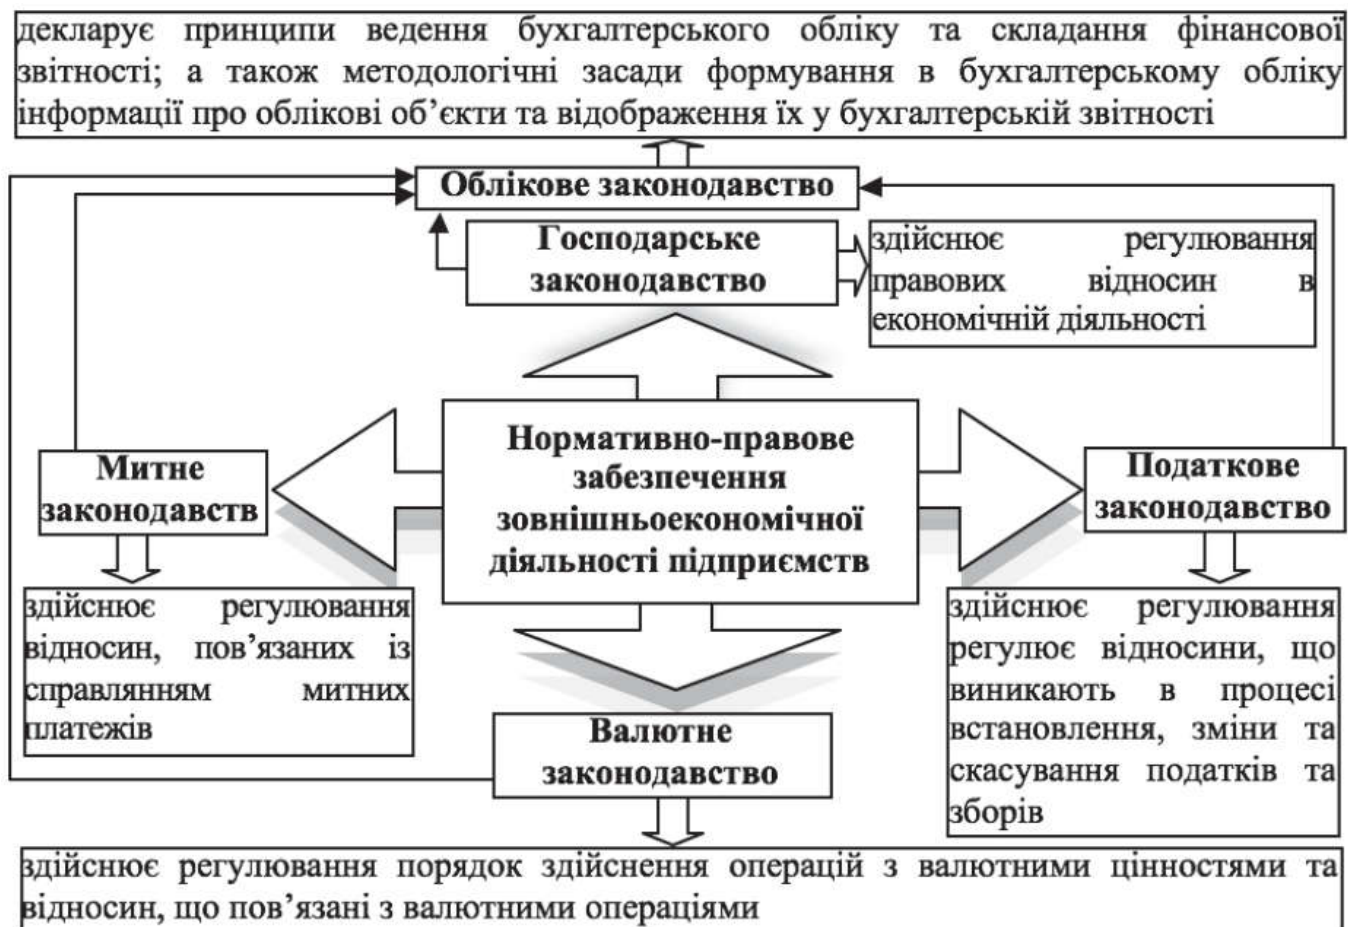 декларує принципи ведення бухгалтерського обліку та складання фінансової
звітності; а також методологічні засади формування в бухгалтерському обліку
інформації про облікові об’єкти та відображення їх у бухгалтерській звітності
Облікове законодавство
Господарське
законодавство
здійснює регулювання
правових відносин в
економічній діяльності
Нормативно-правове
забезпечення
зовнішньоекономічної
діяльності підприємств
Митне
законодавств
Податкове
законодавство
здійснює регулювання
відносин, пов’язаних із
справлянням митних
платежів
здійснює регулювання
регулює відносини, що
виникають в процесі
встановлення, зміни та
скасування податків та
зборів
Валютне
законодавство
здійснює регулювання порядок здійснення операцій з валютними цінностями та
відносин, що пов’язані з валютними операціями